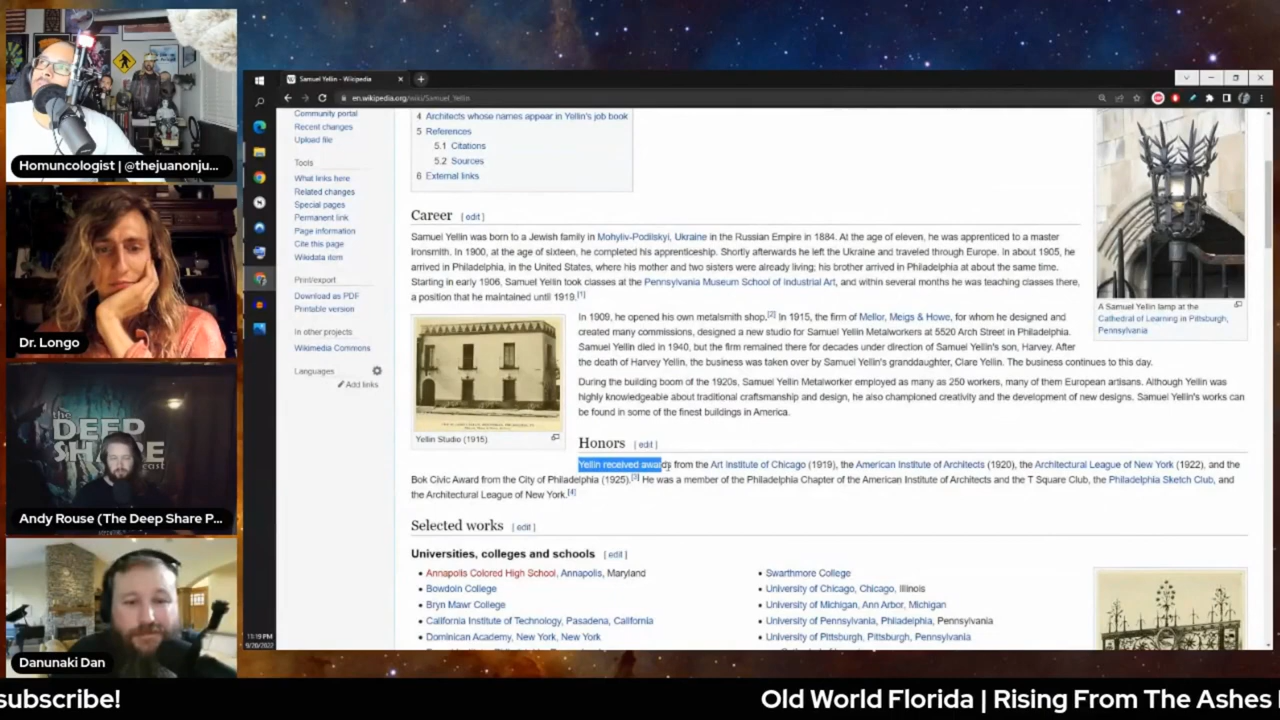 Homuncologist | @thejuanonju...
Dr. Longo
the
DEEP
SHARE
cast
Andy Rouse (The Deep Share P...
Danunaki Dan
Samuel Yellin - Wikipedia
en.wikipedia.org/wiki/Samuel_Yellin
Community portal
Recent changes
Upload file
Tools
What links here
Related changes
Special pages
Permanent link
Page information
Cite this page
Wikidata item
Print/export
Download as PDF
Printable version
In other projects
Wikimedia Commons
Languages
Add links
4 Architects whose names appear in Yellin's job book
5 References
5.1 Citations
5.2 Sources
6 External links
Career [ edit ]
Samuel Yellin was born to a Jewish family in Mohyliv-Podilskyi, Ukraine in the Russian Empire in 1884. At the age of eleven, he was apprenticed to a master
ironsmith. In 1900, at the age of sixteen, he completed his apprenticeship. Shortly afterwards he left the Ukraine and traveled through Europe. In about 1905, he
arrived in Philadelphia, in the United States, where his mother and two sisters were already living; his brother arrived in Philadelphia at about the same time.
Starting in early 1906, Samuel Yellin took classes at the Pennsylvania Museum School of Industrial Art, and within several months he was teaching classes there,
a position that he maintained until 1919.[1]
In 1909, he opened his own metalsmith shop.[2] In 1915, the firm of Mellor, Meigs & Howe, for whom he designed and
created many commissions, designed a new studio for Samuel Yellin Metalworkers at 5520 Arch Street in Philadelphia.
Samuel Yellin died in 1940, but the firm remained there for decades under direction of Samuel Yellin's son, Harvey. After
the death of Harvey Yellin, the business was taken over by Samuel Yellin's granddaughter, Clare Yellin. The business continues to this day.
During the building boom of the 1920s, Samuel Yellin Metalworker employed as many as 250 workers, many of them European artisans. Although Yellin was
highly knowledgeable about traditional craftsmanship and design, he also championed creativity and the development of new designs. Samuel Yellin's works can
be found in some of the finest buildings in America.
Yellin Studio (1915)
A Samuel Yellin lamp at the
Cathedral of Learning in Pittsburgh,
Pennsylvania
Honors [ edit ]
Yellin received awards from the Art Institute of Chicago (1919), the American Institute of Architects (1920), the Architectural League of New York (1922), and the
Bok Civic Award from the City of Philadelphia (1925).[3] He was a member of the Philadelphia Chapter of the American Institute of Architects and the T Square Club, the Philadelphia Sketch Club, and
the Architectural League of New York.[4]
Selected works [ edit ]
Universities, colleges and schools [ edit ]
• Annapolis Colored High School, Annapolis, Maryland
• Bowdoin College
• Bryn Mawr College
• California Institute of Technology, Pasadena, California
• Dominican Academy, New York, New York
• Swarthmore College
• University of Chicago, Chicago, Illinois
• University of Michigan, Ann Arbor, Michigan
• University of Pennsylvania, Philadelphia, Pennsylvania
• University of Pittsburgh, Pittsburgh, Pennsylvania
11:19 PM
9/20/2022
subscribe!
Old World Florida | Rising From The Ashes |